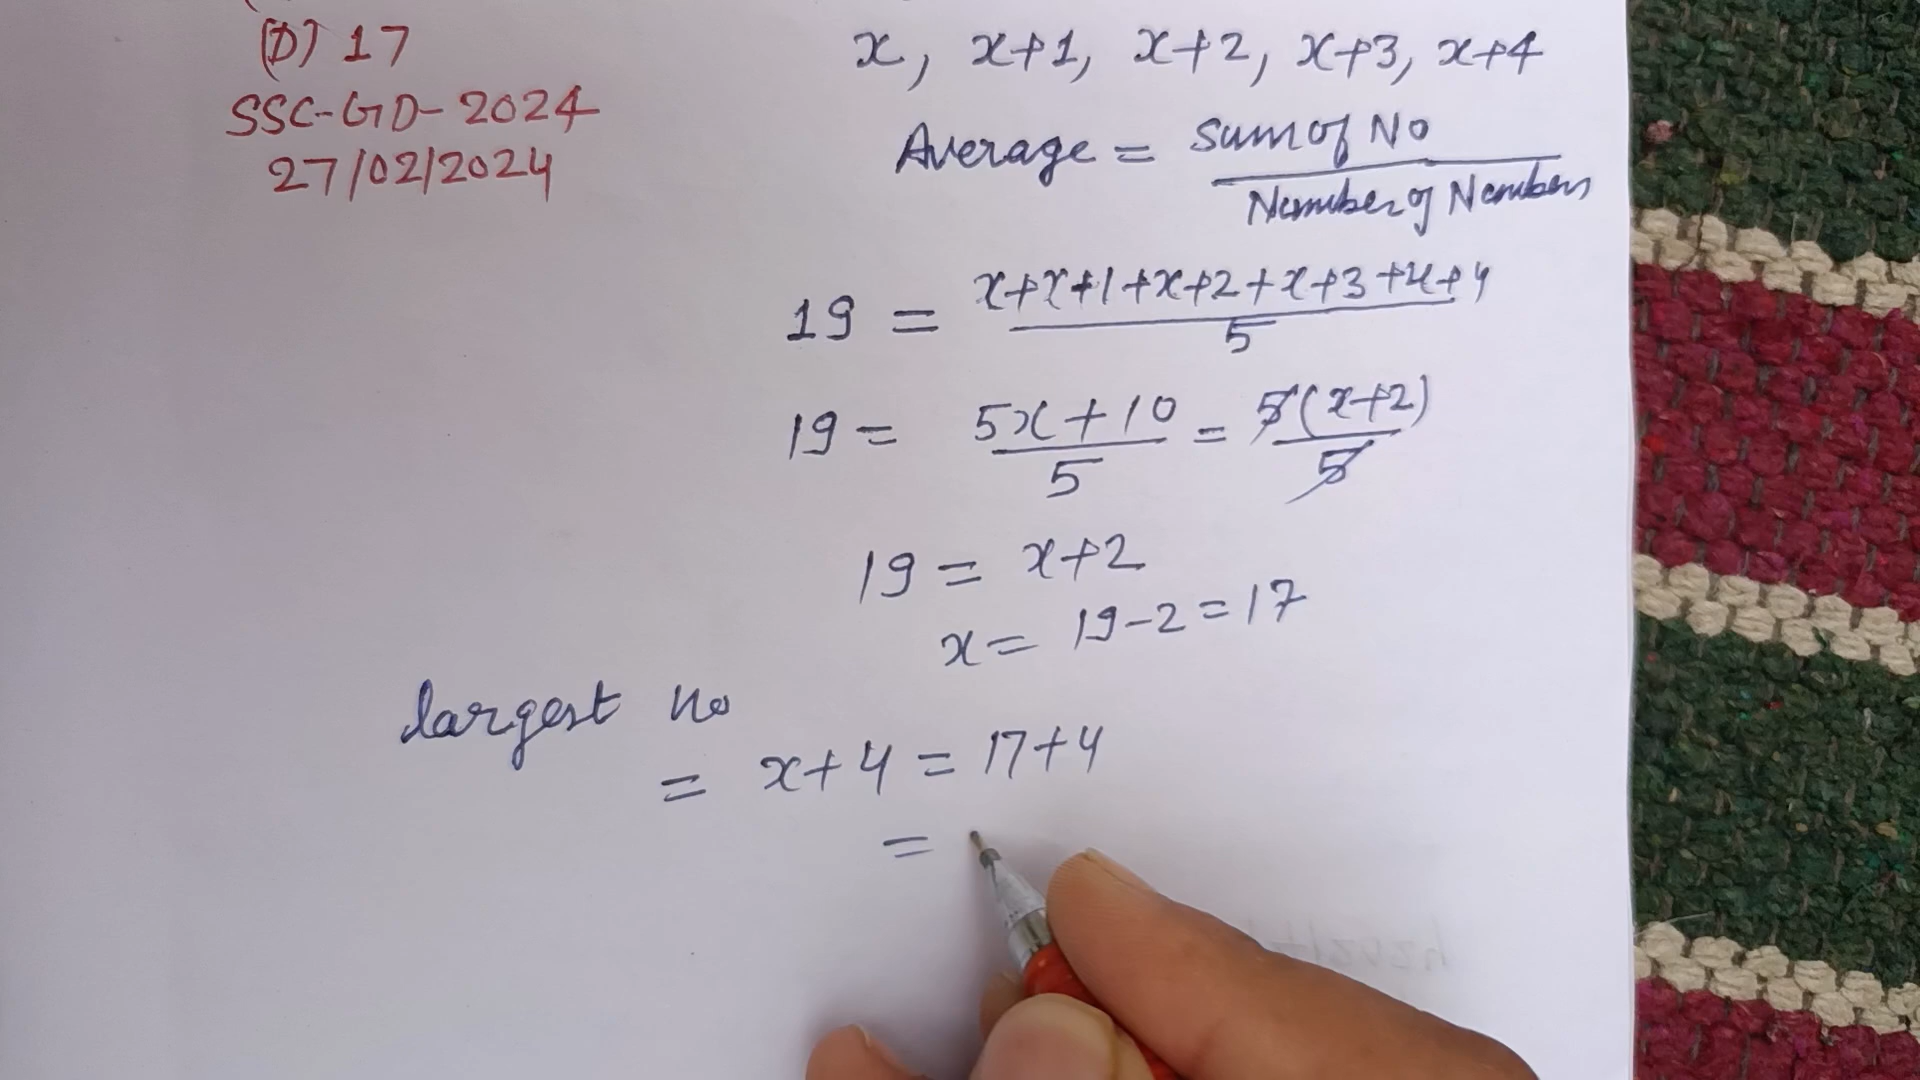 (D) 17
SSC-GD-2024
27/02/2024
x, x+1, x+2, x+3, x+4
Average = Sum of No / Number of Numbers
19 = x+x+1+x+2+x+3+x+4 / 5
19 = 5x+10 / 5 = 5(x+2) / 5
19 = x+2
x = 19-2 = 17
largest no
= x+4 = 17+4
=